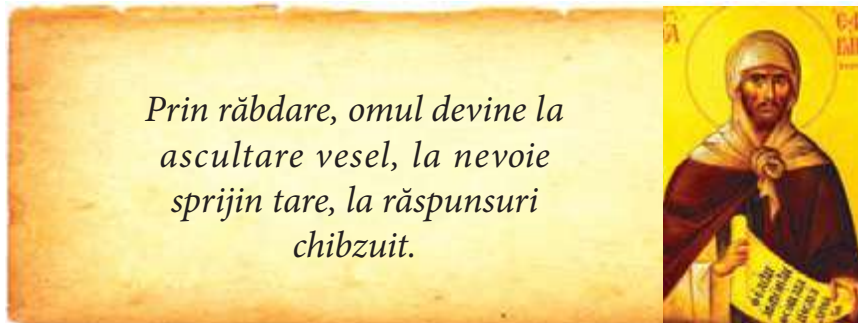 Prin răbdare, omul devine la
ascultare vesel, la nevoie
sprijin tare, la răspunsuri
chibzuit.